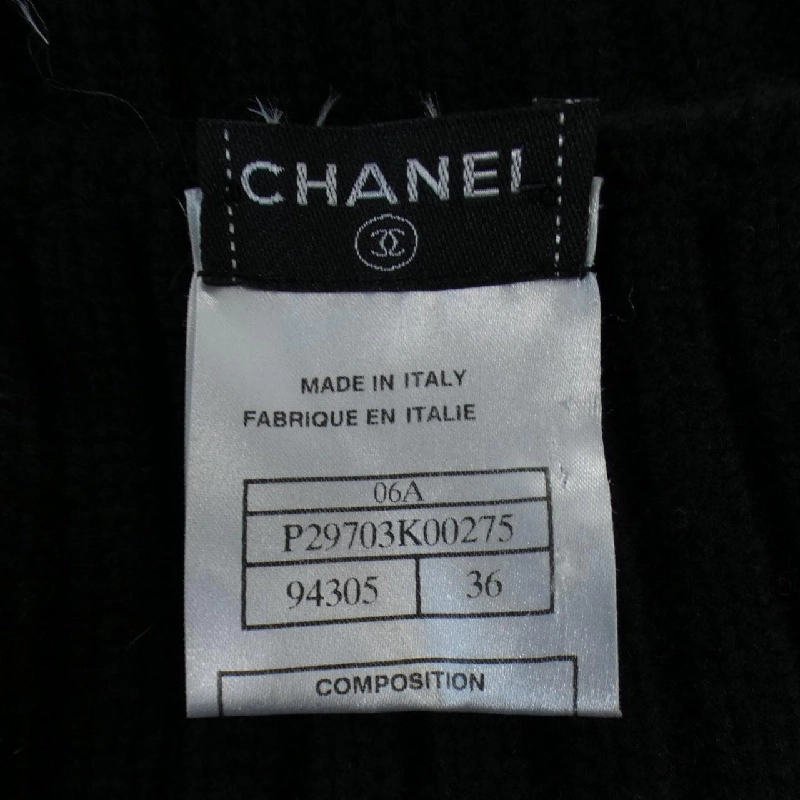 CHANEL
MADE IN ITALY
FABRIQUE EN ITALIE
06A
P29703K00275
94305 36
COMPOSITION